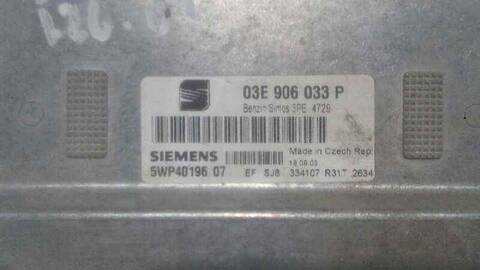 03E 906 033 P
Benzin Simos 3PE 4729
SIEMENS
Made in Czech Rep.
18.09.03
5WP40196 07
EF SJ8 334107 R31T 2634